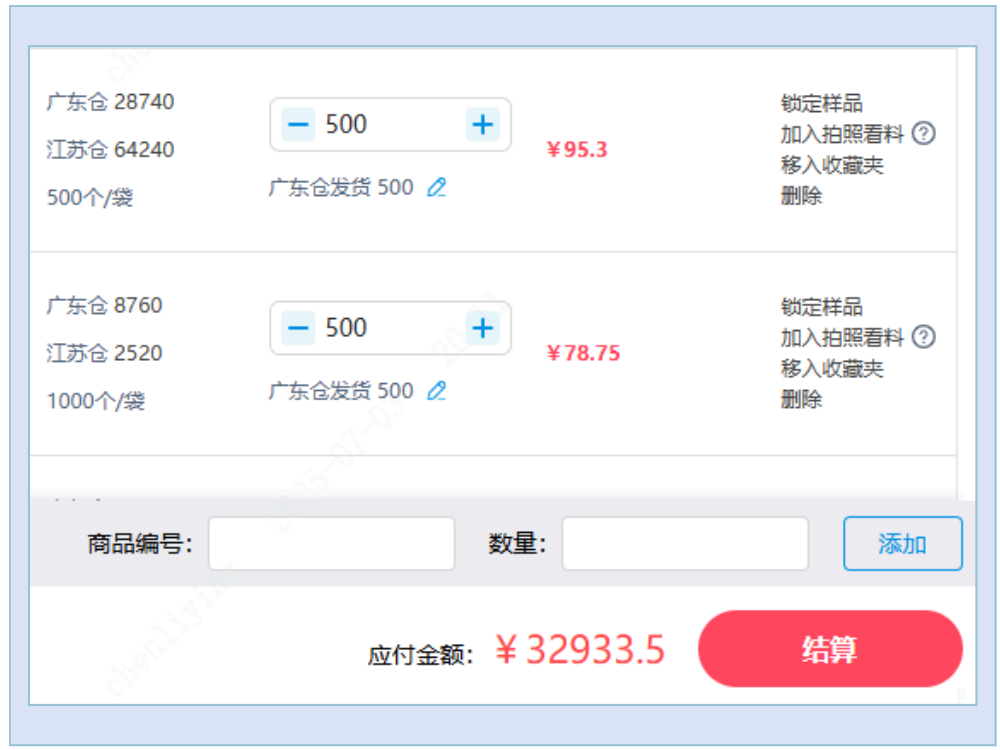 广东仓 28740
江苏仓 64240
500个/袋
500
广东仓发货 500
￥95.3
锁定样品
加入拍照看料
移入收藏夹
删除
广东仓 8760
江苏仓 2520
1000个/袋
500
广东仓发货 500
￥78.75
锁定样品
加入拍照看料
移入收藏夹
删除
商品编号：
数量：
添加
应付金额：￥32933.5
结算
chenliying